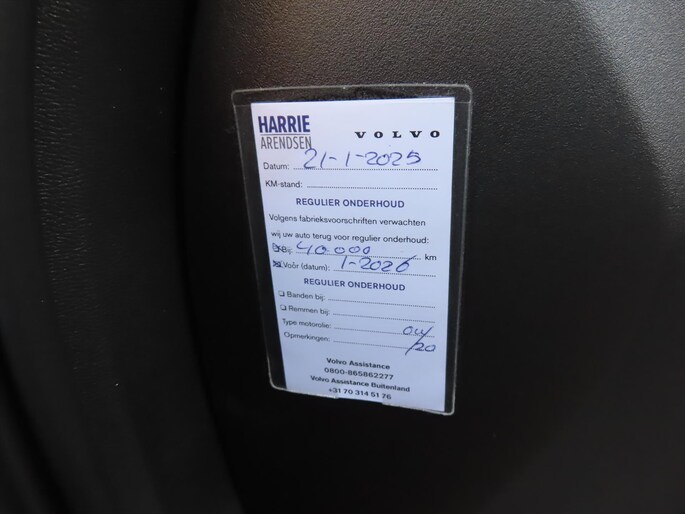 HARRIE
ARENDSEN
VOLVO
Datum: 21-1-2025
KM-stand:
REGULIER ONDERHOUD
Volgens fabrieksvoorschriften verwachten
wij uw auto terug voor regulier onderhoud:
Bij: 40000 km
Vóór (datum): 1-2026
REGULIER ONDERHOUD
Banden bij:
Remmen bij:
Type motorolie: 0W
Opmerkingen: /20
Volvo Assistance
0800-865862277
Volvo Assistance Buitenland
+31 70 314 51 76